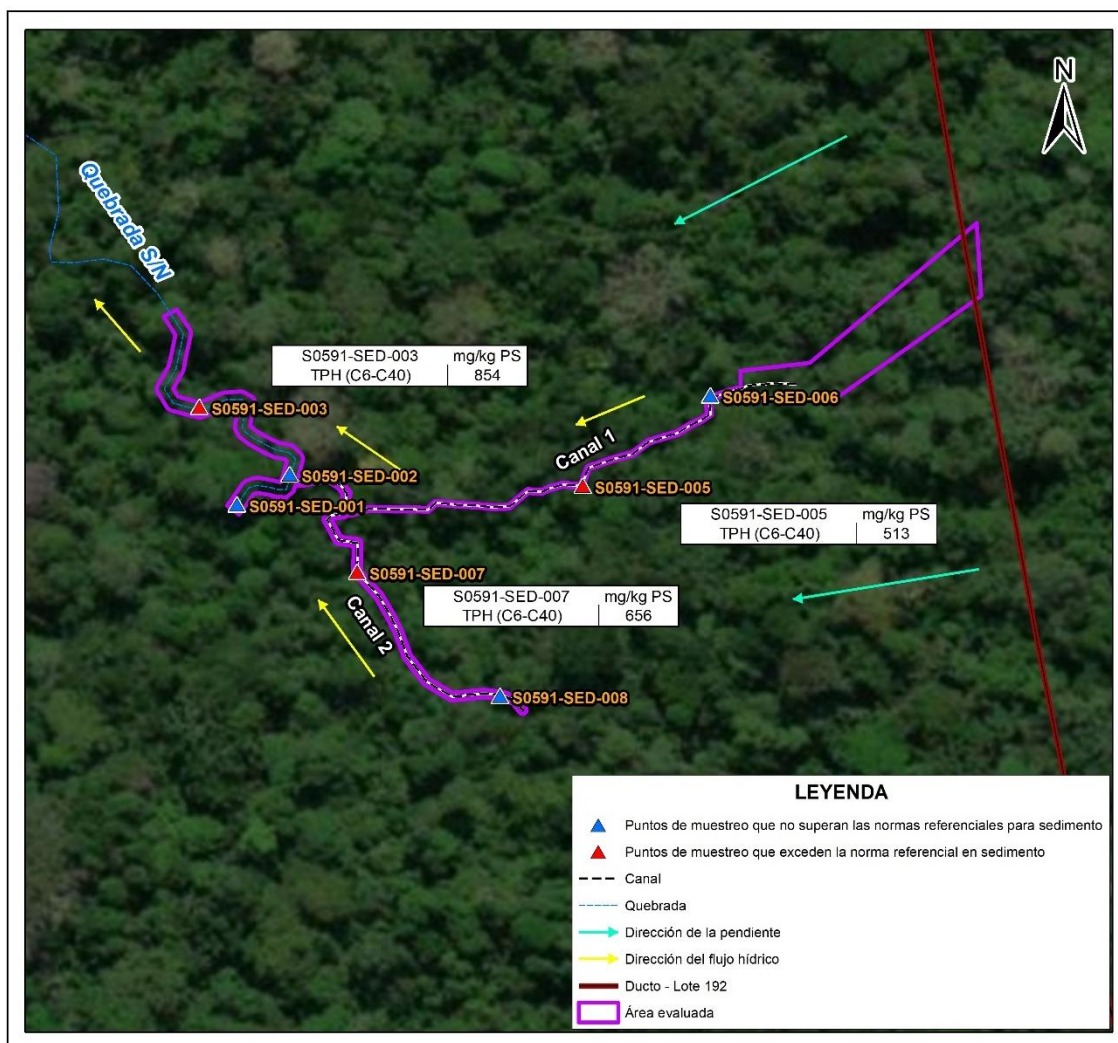 N
Quebrada S/N
S0591-SED-003 mg/kg PS
TPH (C6-C40) 854
S0591-SED-003
S0591-SED-006
Canal 1
S0591-SED-002
S0591-SED-005
S0591-SED-001
S0591-SED-005 mg/kg PS
TPH (C6-C40) 513
S0591-SED-007
S0591-SED-007 mg/kg PS
TPH (C6-C40) 656
Canal 2
S0591-SED-008
LEYENDA
Puntos de muestreo que no superan las normas referenciales para sedimento
Puntos de muestreo que exceden la norma referencial en sedimento
Canal
Quebrada
Dirección de la pendiente
Dirección del flujo hídrico
Ducto - Lote 192
Área evaluada